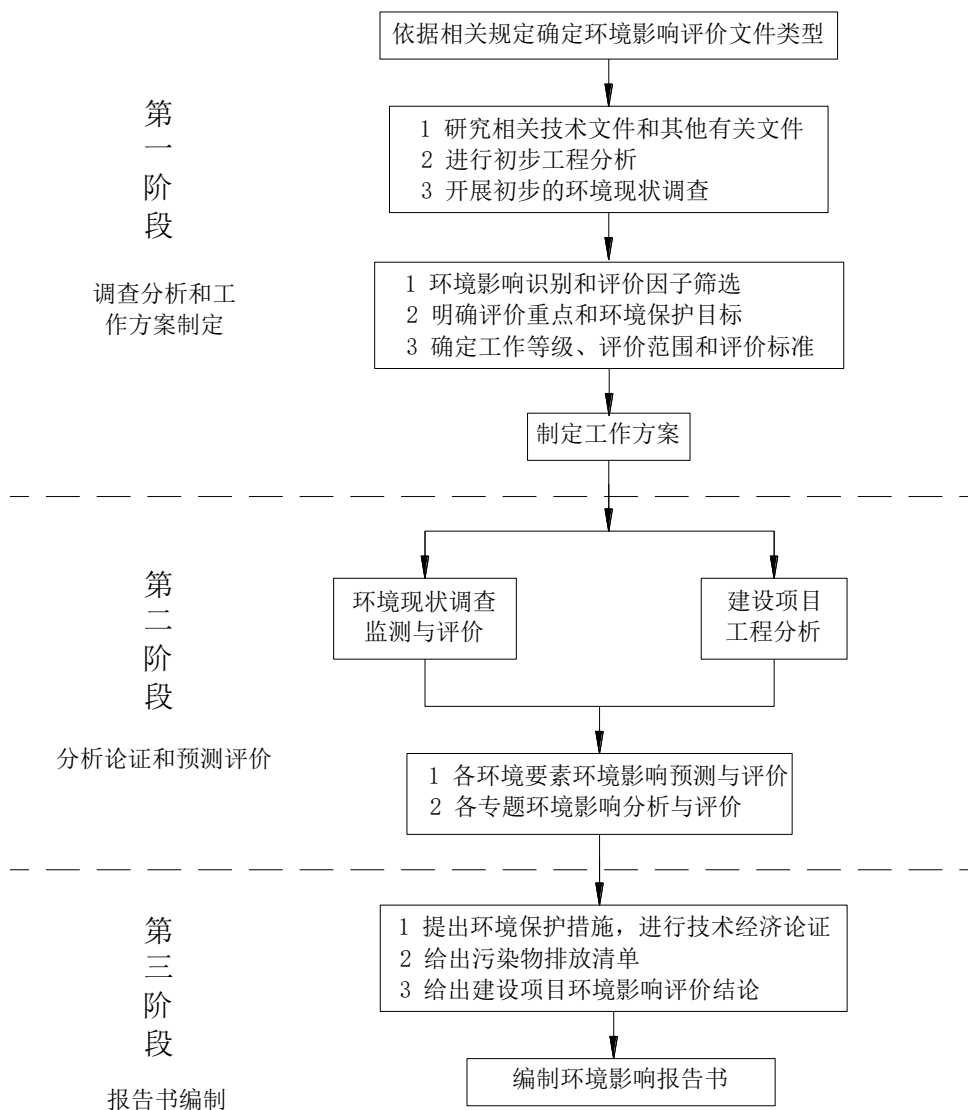 依据相关规定确定环境影响评价文件类型
第
一
阶
段
调查分析和工
作方案制定
1 研究相关技术文件和其他有关文件
2 进行初步工程分析
3 开展初步的环境现状调查
1 环境影响识别和评价因子筛选
2 明确评价重点和环境保护目标
3 确定工作等级、评价范围和评价标准
制定工作方案
第
二
阶
段
分析论证和预测评价
环境现状调查
监测与评价
建设项目
工程分析
1 各环境要素环境影响预测与评价
2 各专题环境影响分析与评价
第
三
阶
段
报告书编制
1 提出环境保护措施，进行技术经济论证
2 给出污染物排放清单
3 给出建设项目环境影响评价结论
编制环境影响报告书